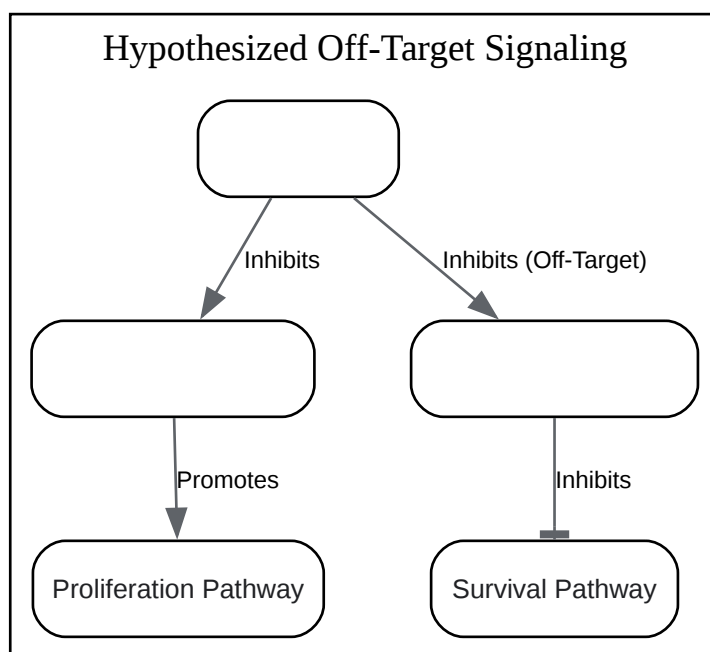 Hypothesized Off-Target Signaling
Inhibits
Inhibits (Off-Target)
Promotes
Inhibits
Proliferation Pathway
Survival Pathway